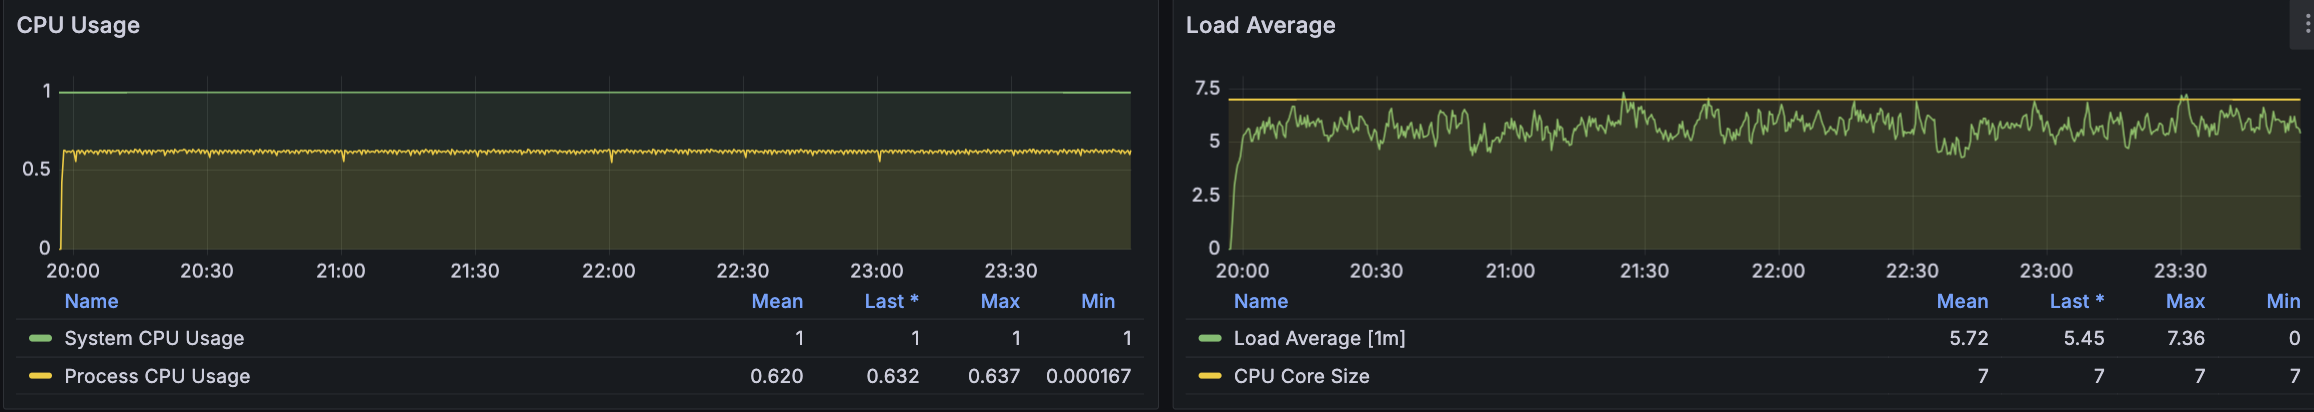 CPU Usage
1
0.5
0
20:00 20:30 21:00 21:30 22:00 22:30 23:00 23:30
Name Mean Last * Max Min
System CPU Usage 1 1 1 1
Process CPU Usage 0.620 0.632 0.637 0.000167
Load Average
7.5
5
2.5
0
20:00 20:30 21:00 21:30 22:00 22:30 23:00 23:30
Name Mean Last * Max Min
Load Average [1m] 5.72 5.45 7.36 0
CPU Core Size 7 7 7 7